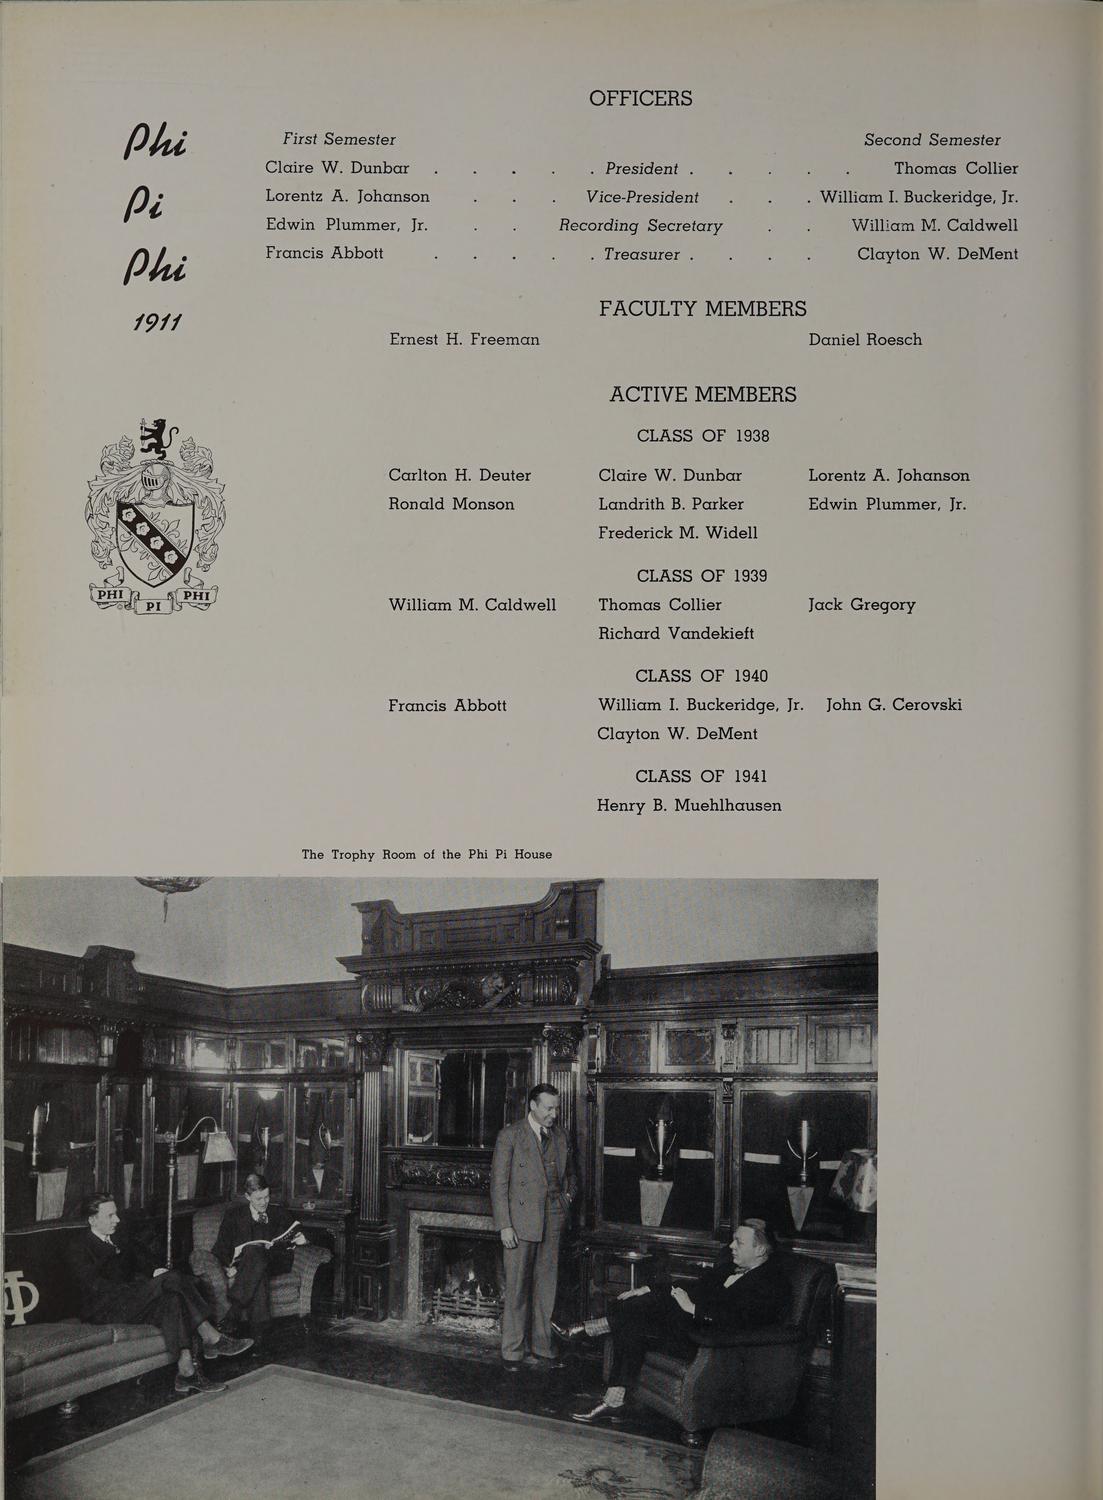 Phi
Pi
Phi
1911
OFFICERS
First Semester Second Semester
Claire W. Dunbar . . . . . President . . . . . Thomas Collier
Lorentz A. Johanson . . . Vice-President . . . William I. Buckeridge, Jr.
Edwin Plummer, Jr. . . Recording Secretary . . William M. Caldwell
Francis Abbott . . . . . Treasurer . . . . Clayton W. DeMent
FACULTY MEMBERS
Ernest H. Freeman Daniel Roesch
ACTIVE MEMBERS
CLASS OF 1938
Carlton H. Deuter Claire W. Dunbar Lorentz A. Johanson
Ronald Monson Landrith B. Parker Edwin Plummer, Jr.
Frederick M. Widell
CLASS OF 1939
William M. Caldwell Thomas Collier Jack Gregory
Richard Vandekieft
CLASS OF 1940
Francis Abbott William I. Buckeridge, Jr. John G. Cerovski
Clayton W. DeMent
CLASS OF 1941
Henry B. Muehlhausen
PHI PI PHI
The Trophy Room of the Phi Pi House
Φ